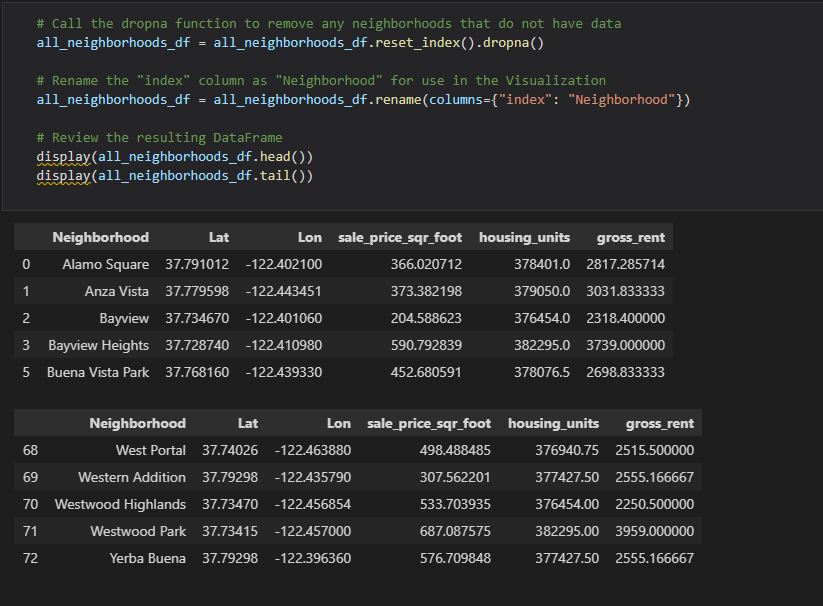 # Call the dropna function to remove any neighborhoods that do not have data
all_neighborhoods_df = all_neighborhoods_df.reset_index().dropna()
# Rename the "index" column as "Neighborhood" for use in the Visualization
all_neighborhoods_df = all_neighborhoods_df.rename(columns={"index": "Neighborhood"})
# Review the resulting DataFrame
display(all_neighborhoods_df.head())
display(all_neighborhoods_df.tail())
Neighborhood Lat Lon sale_price_sqr_foot housing_units gross_rent
0 Alamo Square 37.791012 -122.402100 366.020712 378401.0 2817.285714
1 Anza Vista 37.779598 -122.443451 373.382198 379050.0 3031.833333
2 Bayview 37.734670 -122.401060 204.588623 376454.0 2318.400000
3 Bayview Heights 37.728740 -122.410980 590.792839 382295.0 3739.000000
5 Buena Vista Park 37.768160 -122.439330 452.680591 378076.5 2698.833333
Neighborhood Lat Lon sale_price_sqr_foot housing_units gross_rent
68 West Portal 37.74026 -122.463880 498.488485 376940.75 2515.500000
69 Western Addition 37.79298 -122.435790 307.562201 377427.50 2555.166667
70 Westwood Highlands 37.73470 -122.456854 533.703935 376454.00 2250.500000
71 Westwood Park 37.73415 -122.457000 687.087575 382295.00 3959.000000
72 Yerba Buena 37.79298 -122.396360 576.709848 377427.50 2555.166667